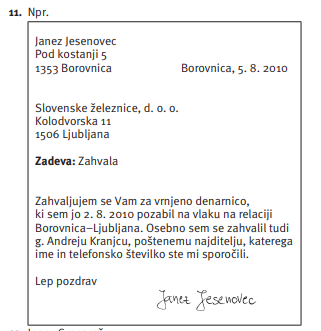 11. Npr.
Janez Jesenovec
Pod kostanji 5
1353 Borovnica Borovnica, 5. 8. 2010
Slovenske železnice, d. o. o.
Kolodvorska 11
1506 Ljubljana
Zadeva: Zahvala
Zahvaljujem se Vam za vrnjeno denarnico,
ki sem jo 2. 8. 2010 pozabil na vlaku na relaciji
Borovnica–Ljubljana. Osebno sem se zahvalil tudi
g. Andreju Kranjcu, poštenemu najditelju, katerega
ime in telefonsko številko ste mi sporočili.
Lep pozdrav
Janez Jesenovec